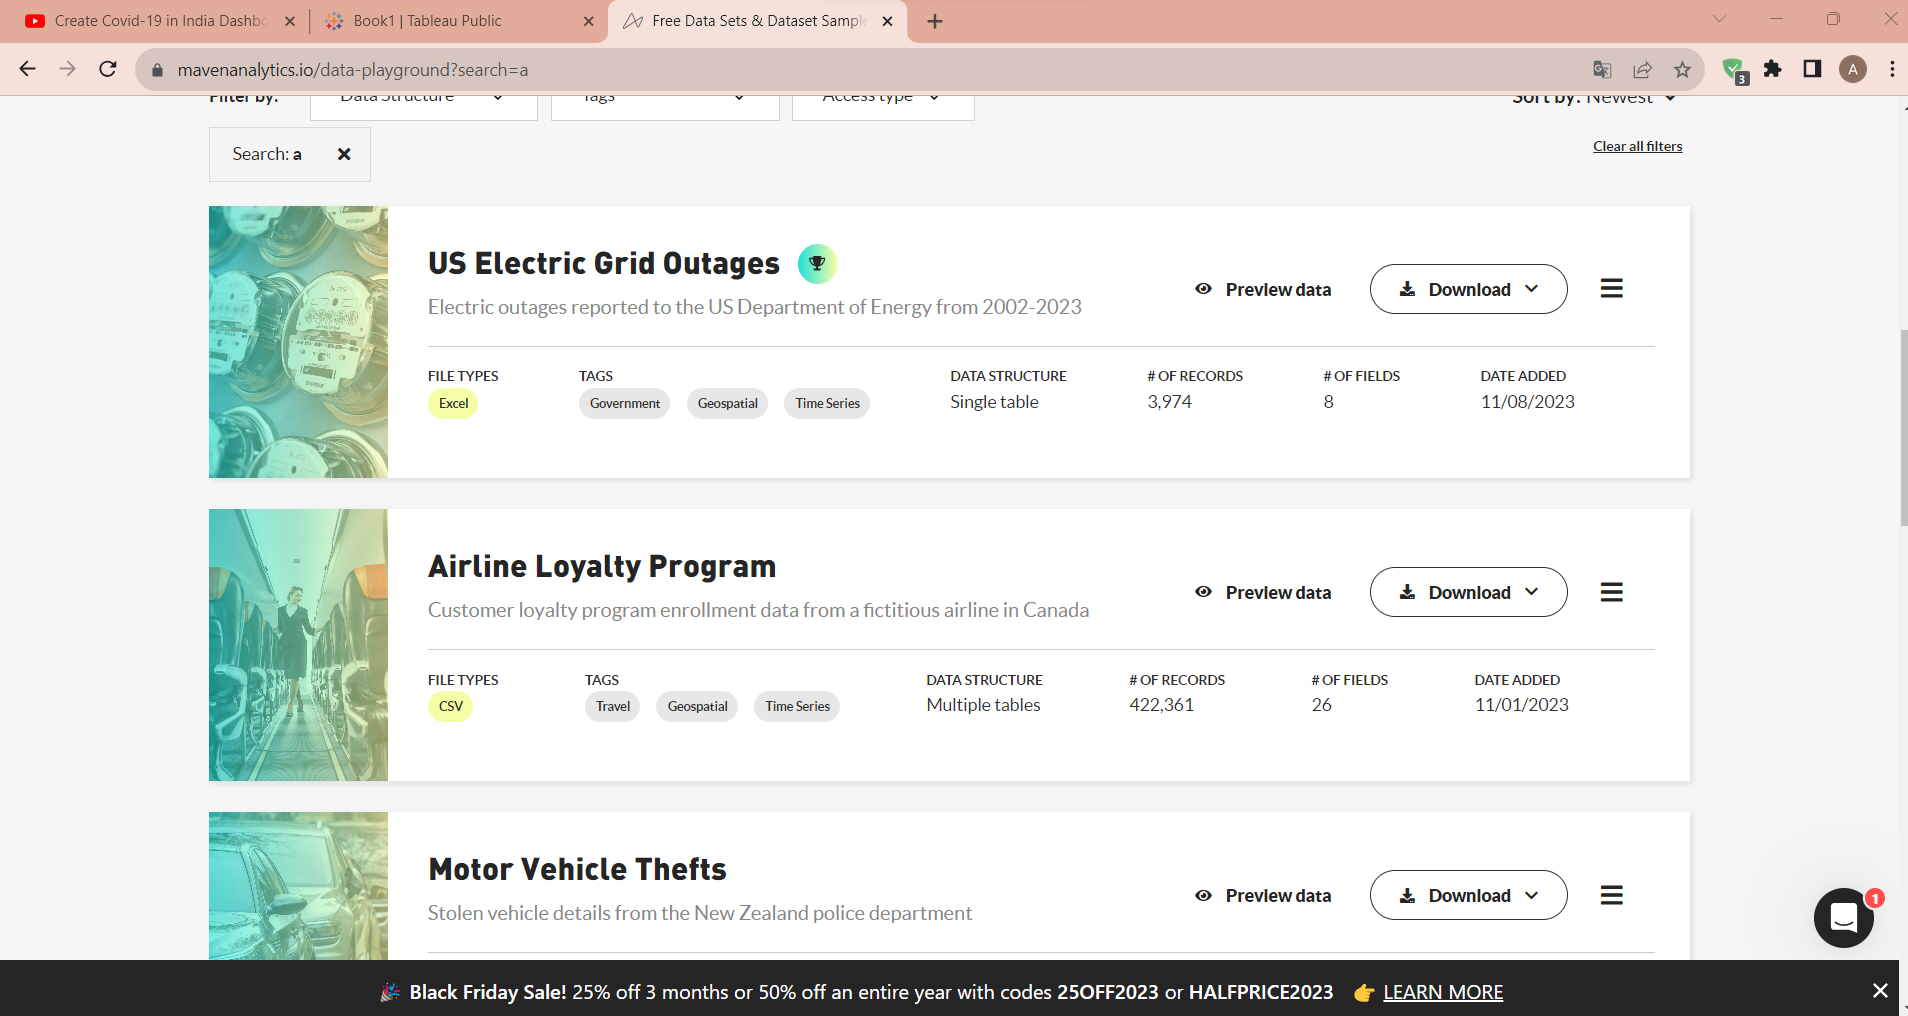 Create Covid-19 in India Dashbo
Book1 | Tableau Public
Free Data Sets & Dataset Sample
mavenanalytics.io/data-playground?search=a
3
A
Filter by:
Data Structure
Tags
Access type
Sort by: Newest
Search: a
Clear all filters
US Electric Grid Outages
Electric outages reported to the US Department of Energy from 2002-2023
Preview data
Download
FILE TYPES
TAGS
DATA STRUCTURE
# OF RECORDS
# OF FIELDS
DATE ADDED
Excel
Government
Geospatial
Time Series
Single table
3,974
8
11/08/2023
Airline Loyalty Program
Customer loyalty program enrollment data from a fictitious airline in Canada
Preview data
Download
FILE TYPES
TAGS
DATA STRUCTURE
# OF RECORDS
# OF FIELDS
DATE ADDED
CSV
Travel
Geospatial
Time Series
Multiple tables
422,361
26
11/01/2023
Motor Vehicle Thefts
Stolen vehicle details from the New Zealand police department
Preview data
Download
1
Black Friday Sale! 25% off 3 months or 50% off an entire year with codes 25OFF2023 or HALFPRICE2023 👉 LEARN MORE